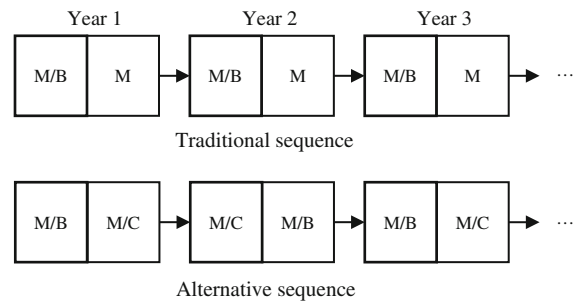 Year 1 Year 2 Year 3
M/B M M/B M M/B M ...
Traditional sequence
M/B M/C M/C M/B M/B M/C ...
Alternative sequence